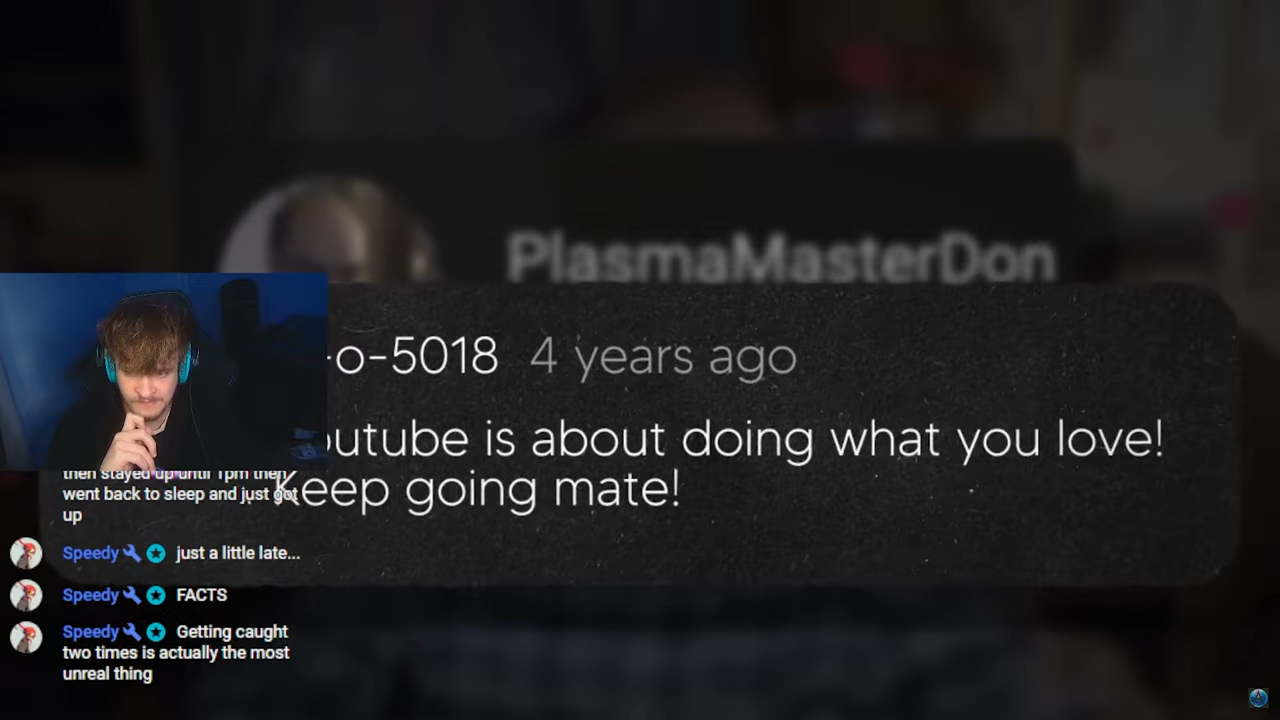 PlasmaMasterDon
-o-5018 4 years ago
outube is about doing what you love!
Keep going mate!
then stayed up until 1pm then
went back to sleep and just got
up
Speedy just a little late...
Speedy FACTS
Speedy Getting caught
two times is actually the most
unreal thing